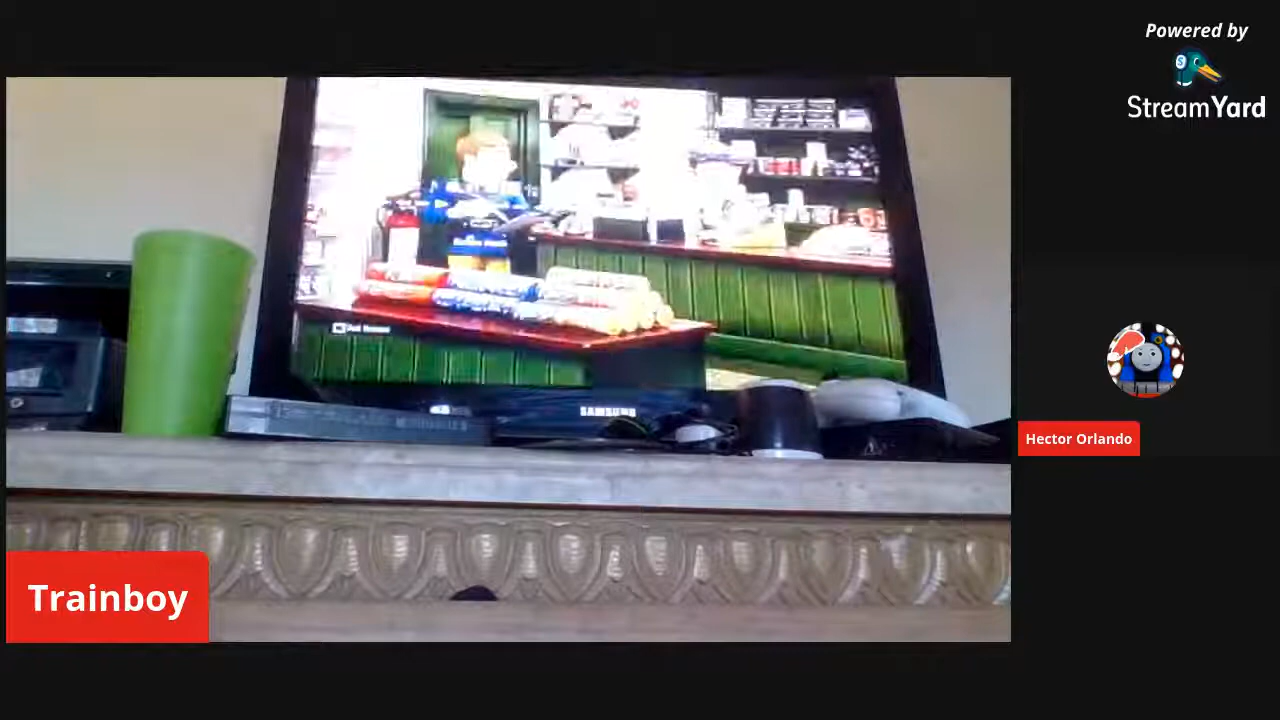 Powered by
StreamYard
SAMSUNG
Hector Orlando
Trainboy